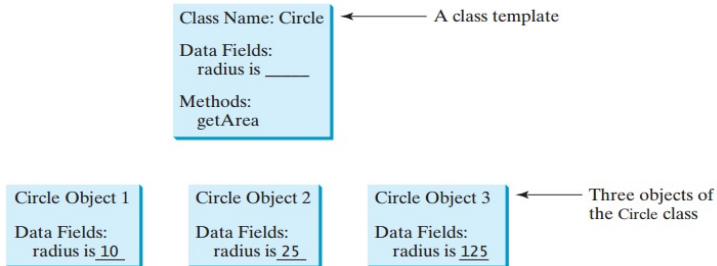 Class Name: Circle
A class template
Data Fields:
radius is _____
Methods:
getArea
Circle Object 1
Circle Object 2
Circle Object 3
Three objects of
the Circle class
Data Fields:
radius is 10
Data Fields:
radius is 25
Data Fields:
radius is 125